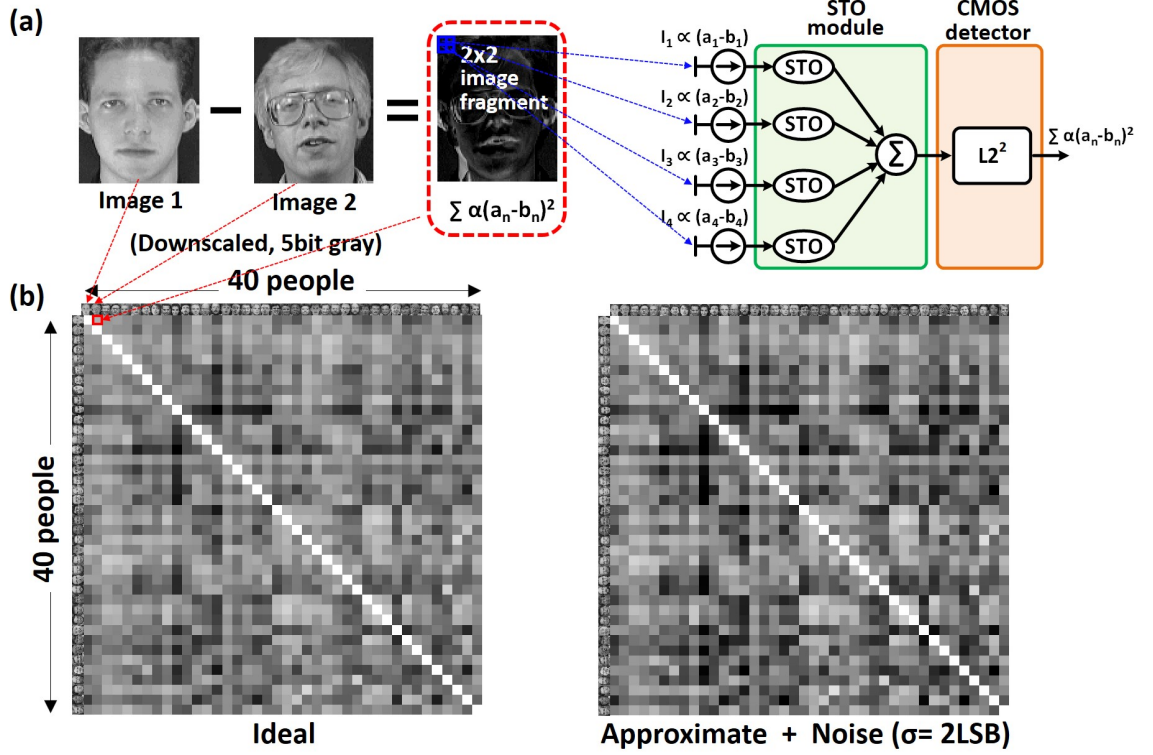 (a)
STO
module
CMOS
detector
2x2
image
fragment
I₁ ∝ (a₁-b₁)
I₂ ∝ (a₂-b₂)
I₃ ∝ (a₃-b₃)
I₄ ∝ (a₄-b₄)
STO
STO
STO
STO
Σ
L2²
∑ α(aₙ-bₙ)²
Image 1
Image 2
∑ α(aₙ-bₙ)²
(Downscaled, 5bit gray)
(b)
40 people
40 people
Ideal
Approximate + Noise (σ= 2LSB)